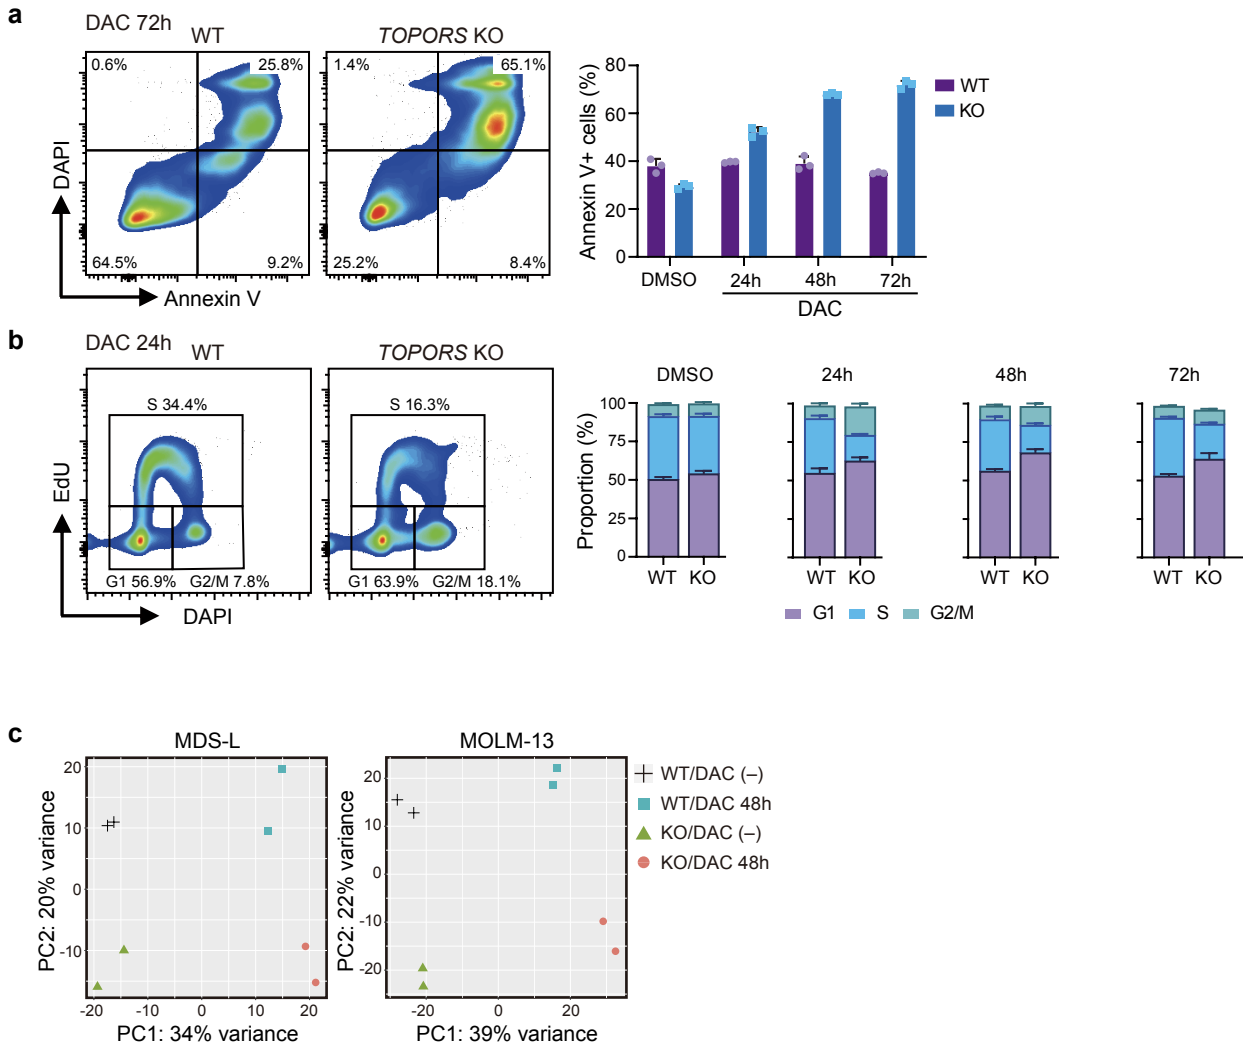 a
DAC 72h
WT
TOPORS KO
0.6%
25.8%
64.5%
9.2%
1.4%
65.1%
25.2%
8.4%
DAPI
Annexin V
Annexin V+ cells (%)
80
60
40
20
0
DMSO
24h
48h
72h
DAC
WT
KO
b
DAC 24h
WT
TOPORS KO
S 34.4%
G1 56.9%
G2/M 7.8%
S 16.3%
G1 63.9%
G2/M 18.1%
EdU
DAPI
DMSO
24h
48h
72h
Proportion (%)
100
75
50
25
0
WT KO
WT KO
WT KO
WT KO
G1
S
G2/M
c
MDS-L
PC2: 20% variance
20
10
0
-10
-20
-10
0
10
20
PC1: 34% variance
MOLM-13
PC2: 22% variance
20
10
0
-10
-20
-20
0
20
PC1: 39% variance
WT/DAC (–)
WT/DAC 48h
KO/DAC (–)
KO/DAC 48h